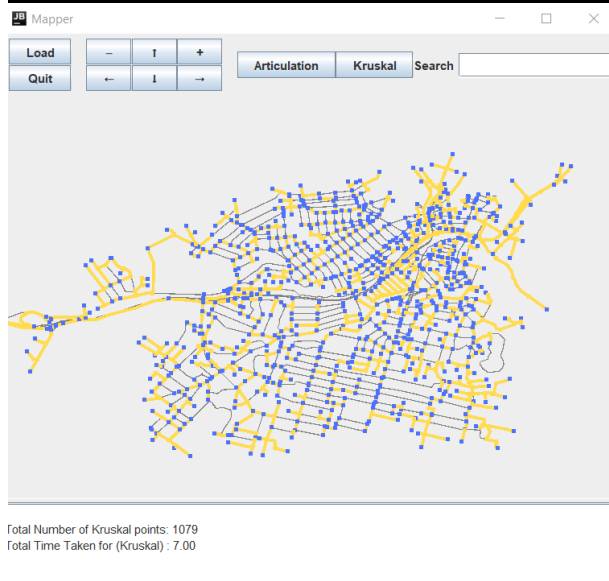 JB Mapper
Load - ↑ + Articulation Kruskal Search
Quit ← ↓ →
Total Number of Kruskal points: 1079
Total Time Taken for (Kruskal) : 7.00